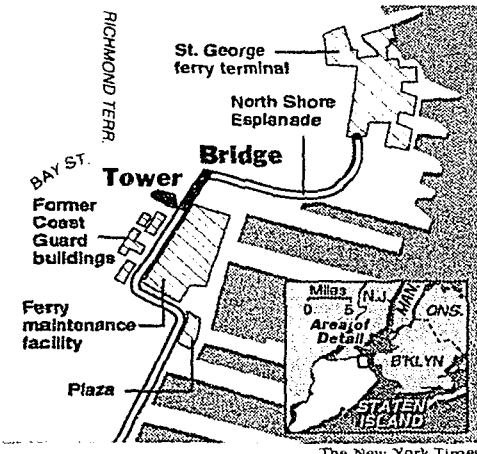 RICHMOND TERR.
St. George
ferry terminal
North Shore
Esplanade
BAY ST.
Bridge
Tower
Former
Coast
Guard
buildings
Ferry
maintenance
facility
Plaza
Miles
0 5
N.J.
MAN.
QNS.
Area of
Detail
B'KLYN
STATEN
ISLAND
The New York Times